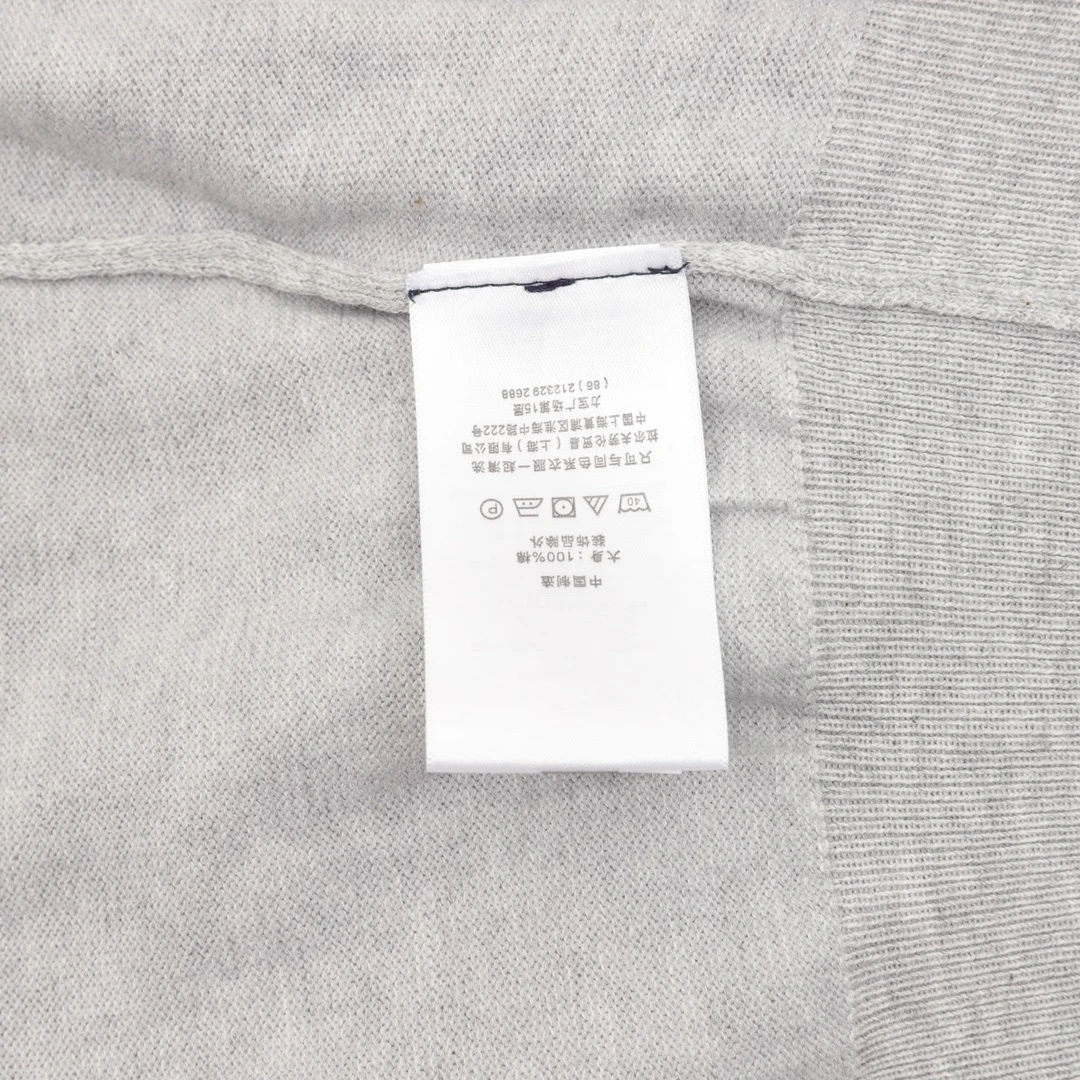 中国制造
大身：100%棉
装饰品除外
40 P
只可与同色系衣服一起清洗
拉尔夫劳伦贸易（上海）有限公司
中国上海黄浦区淮海中路222号
力宝广场第15层
( 86 ) 212329 2688